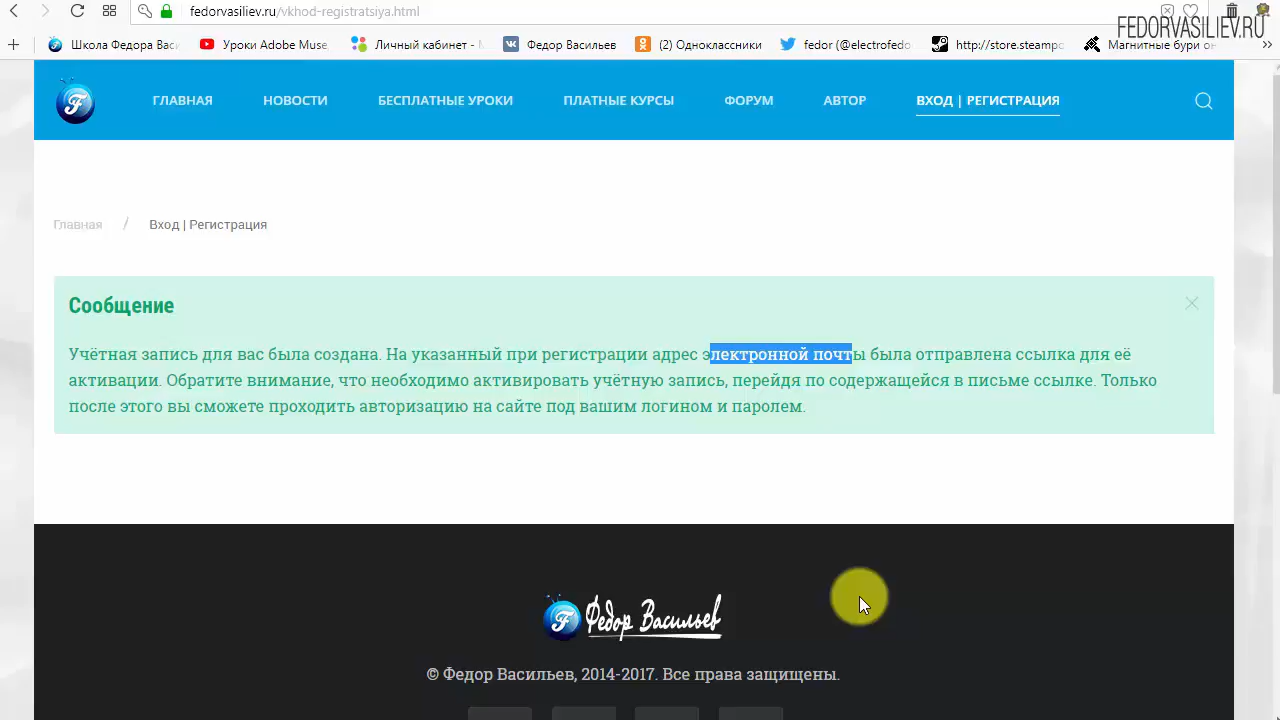 fedorvasiliev.ru/vkhod-registratsiya.html
FEDORVASILIEV.RU
Школа Федора Васи
Уроки Adobe Muse,
Личный кабинет -
Федор Васильев
(2) Одноклассники
fedor (@electrofedo
http://store.steampo
Магнитные бури он
»
ГЛАВНАЯ
НОВОСТИ
БЕСПЛАТНЫЕ УРОКИ
ПЛАТНЫЕ КУРСЫ
ФОРУМ
АВТОР
ВХОД | РЕГИСТРАЦИЯ
Главная / Вход | Регистрация
Сообщение
Учётная запись для вас была создана. На указанный при регистрации адрес электронной почты была отправлена ссылка для её
активации. Обратите внимание, что необходимо активировать учётную запись, перейдя по содержащейся в письме ссылке. Только
после этого вы сможете проходить авторизацию на сайте под вашим логином и паролем.
Федор Васильев
© Федор Васильев, 2014-2017. Все права защищены.